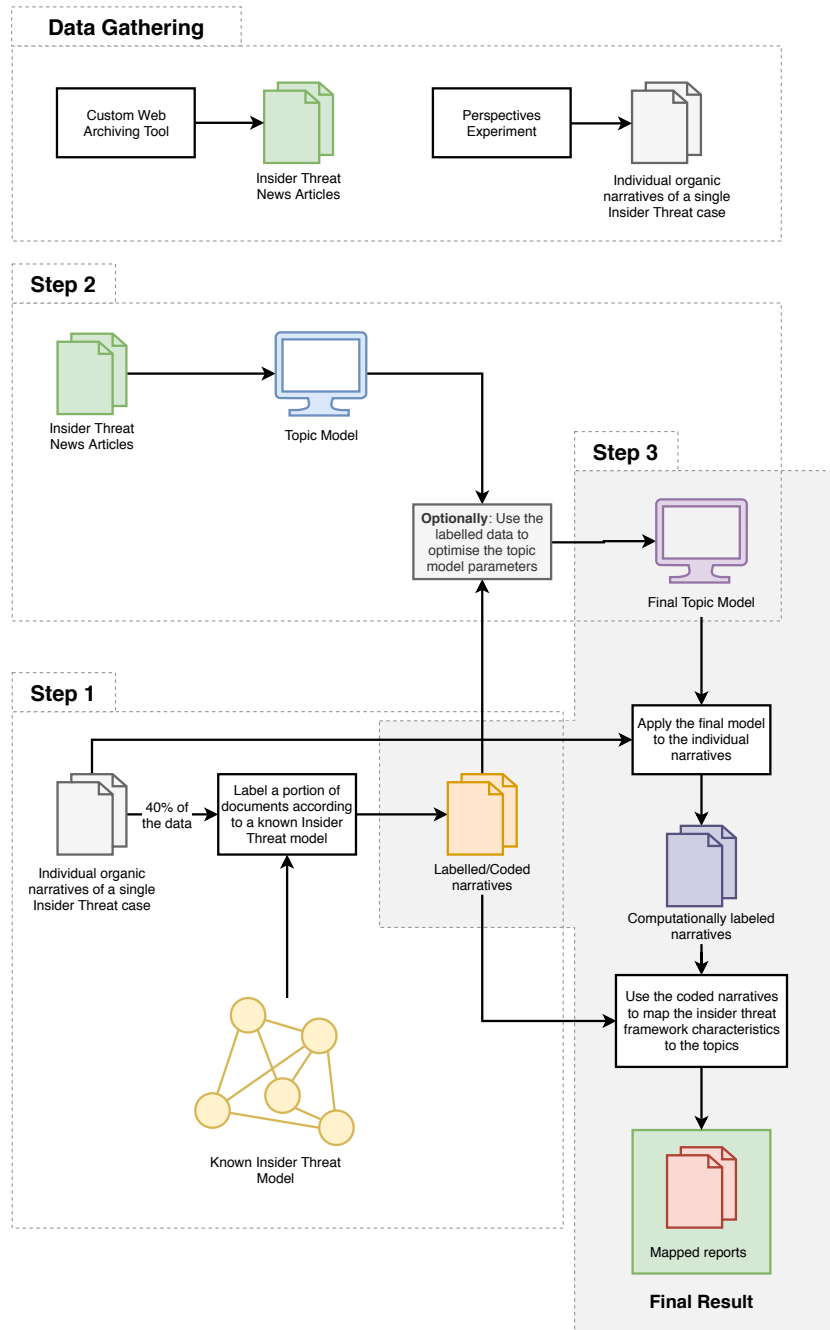 Data Gathering
Custom Web
Archiving Tool
Insider Threat
News Articles
Perspectives
Experiment
Individual organic
narratives of a single
Insider Threat case
Step 2
Insider Threat
News Articles
Topic Model
Optionally: Use the
labelled data to
optimise the topic
model parameters
Step 3
Final Topic Model
Step 1
Individual organic
narratives of a single
Insider Threat case
40% of
the data
Label a portion of
documents according
to a known Insider
Threat model
Labelled/Coded
narratives
Known Insider Threat
Model
Apply the final model
to the individual
narratives
Computationally labeled
narratives
Use the coded narratives
to map the insider threat
framework characteristics
to the topics
Mapped reports
Final Result